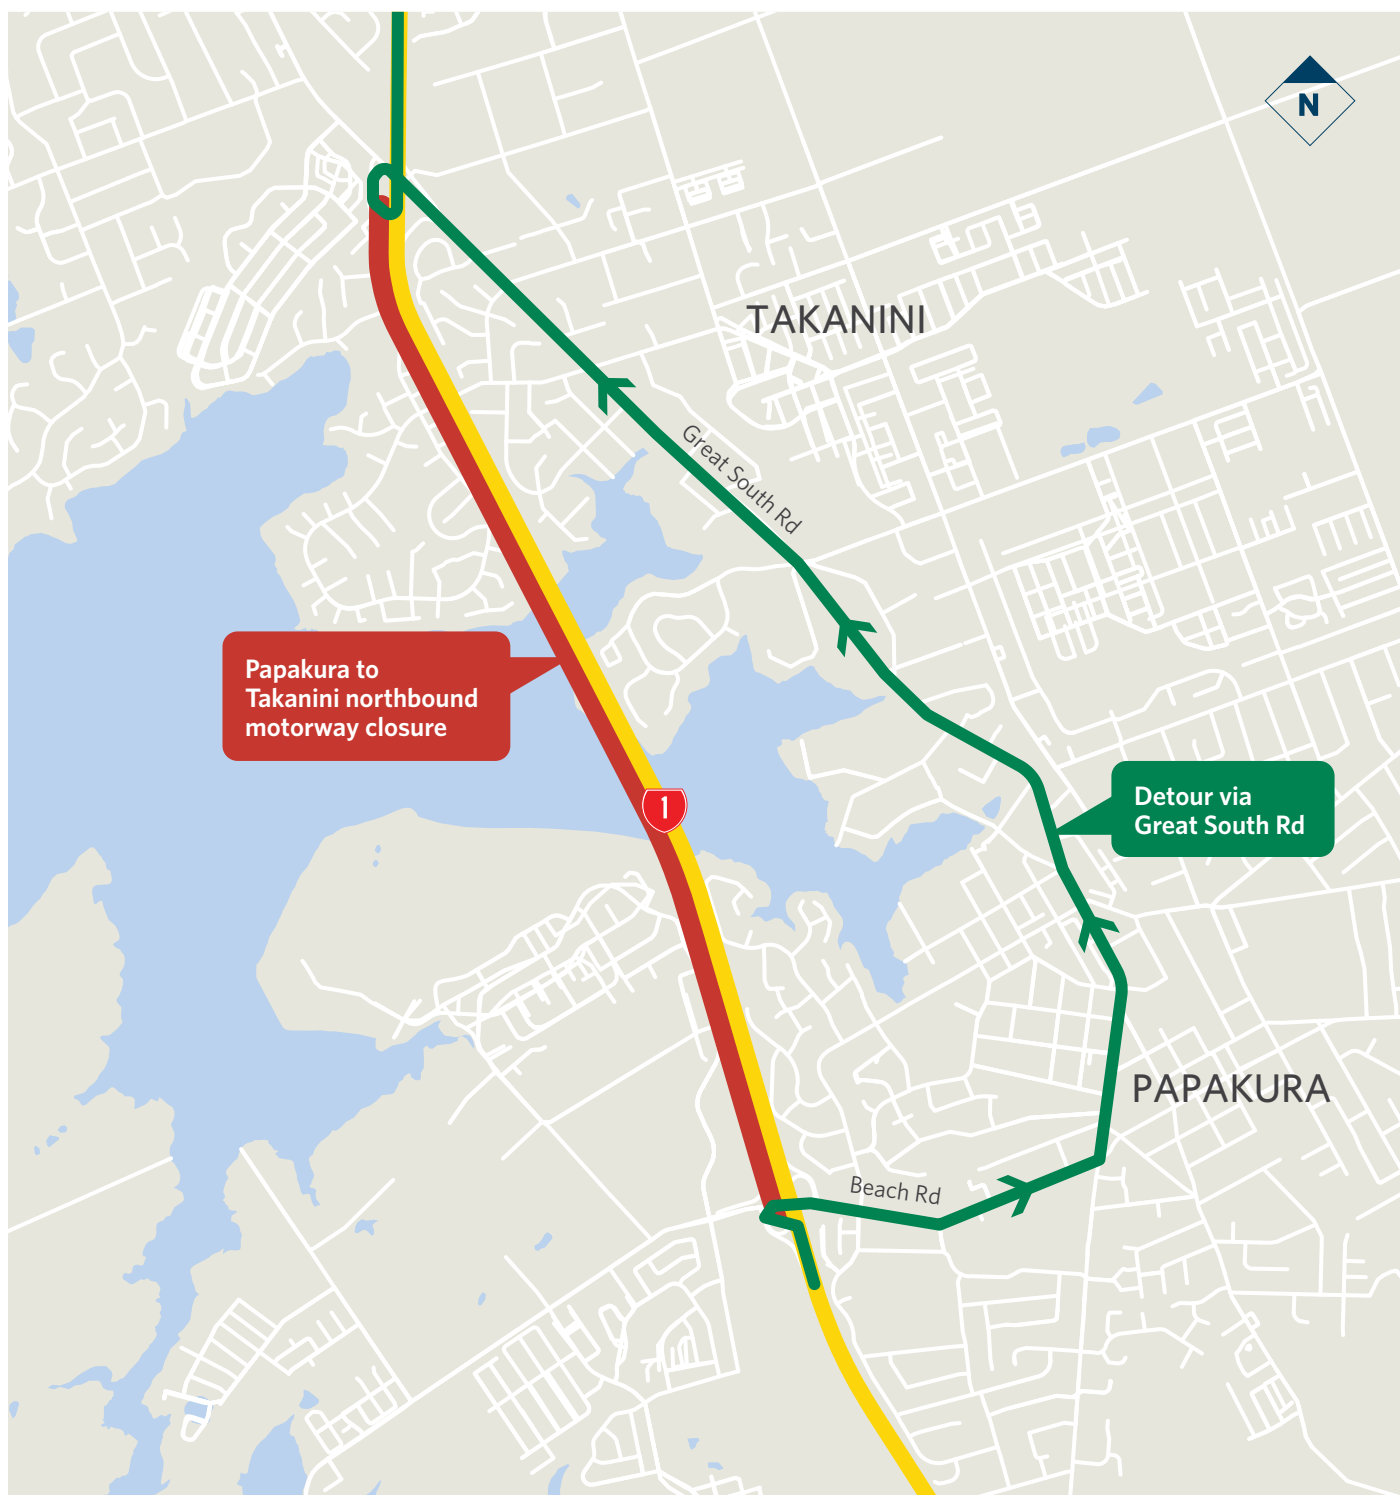 N
TAKANINI
Great South Rd
Papakura to
Takanini northbound
motorway closure
1
Detour via
Great South Rd
PAPAKURA
Beach Rd